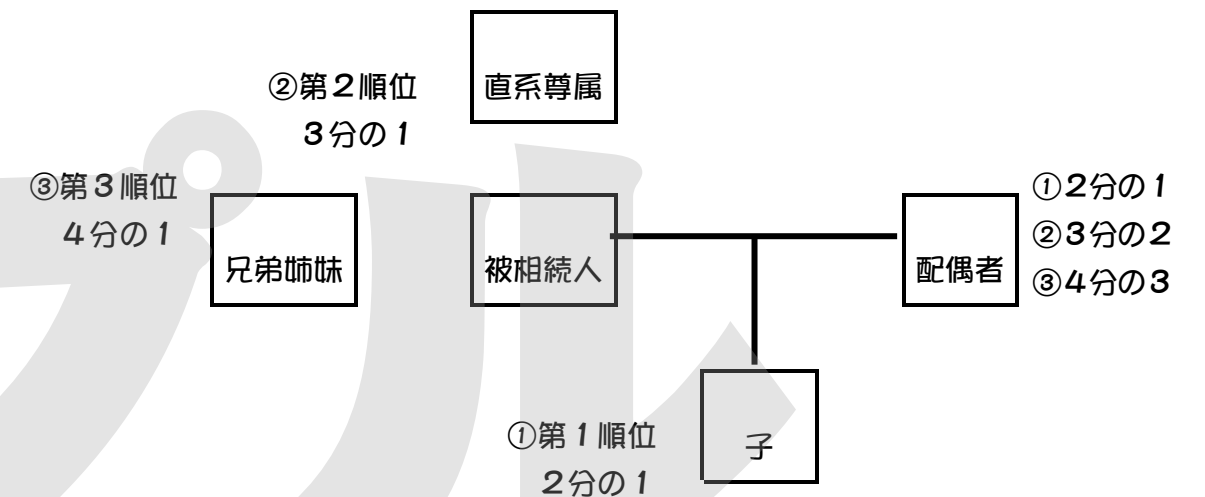 ②第２順位
３分の１
直系尊属
③第３順位
４分の１
兄弟姉妹
被相続人
配偶者
①２分の１
②３分の２
③４分の３
①第１順位
２分の１
子
プル